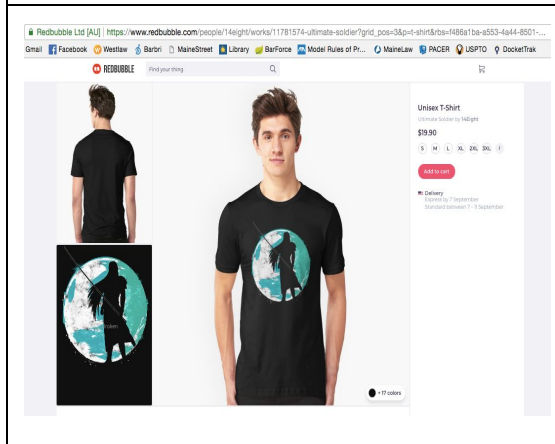 Redbubble Ltd [AU] | https://www.redbubble.com/people/14eight/works/11781574-ultimate-soldier?grid_pos=3&p=t-shirt&rbs=f486a1ba-a553-4a44-8501-...
Gmail Facebook Westlaw Barbri MaineStreet Library BarForce Model Rules of Pr... MaineLaw PACER USPTO DocketTrak
REDBUBBLE Find your thing
Unisex T-Shirt
Ultimate Soldier by 14Eight
$19.90
S M L XL 2XL 3XL
Add to cart
Delivery
Express by 7 September
Standard between 7 - 11 September
+ 17 colors